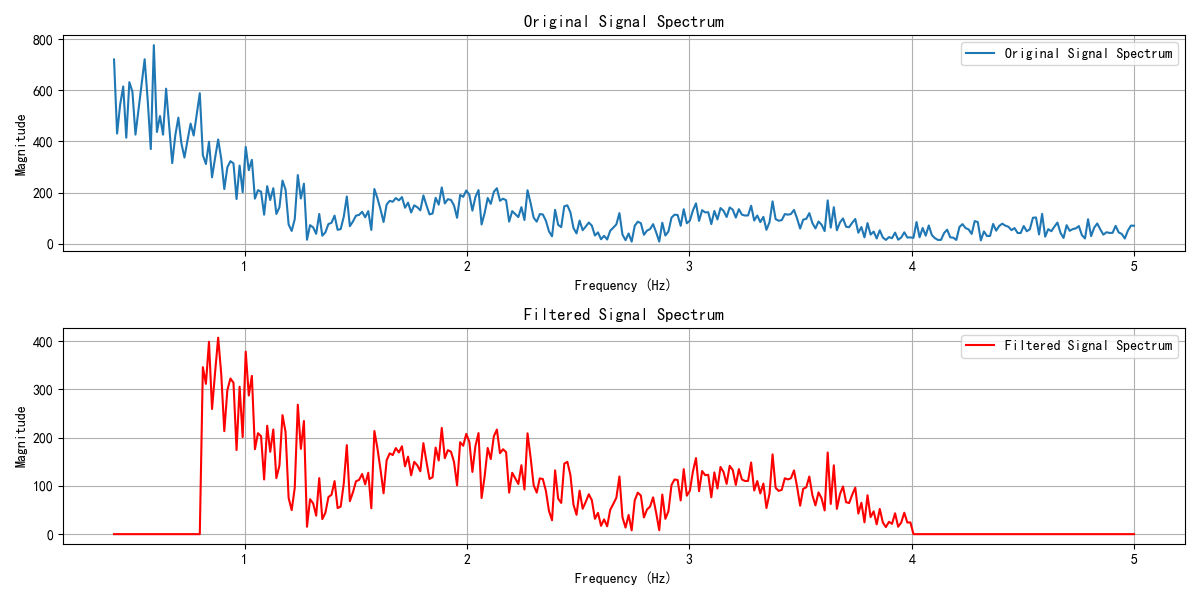 Original Signal Spectrum
800
600
400
200
0
Magnitude
Original Signal Spectrum
1 2 3 4 5
Frequency (Hz)
Filtered Signal Spectrum
400
300
200
100
0
Magnitude
Filtered Signal Spectrum
1 2 3 4 5
Frequency (Hz)